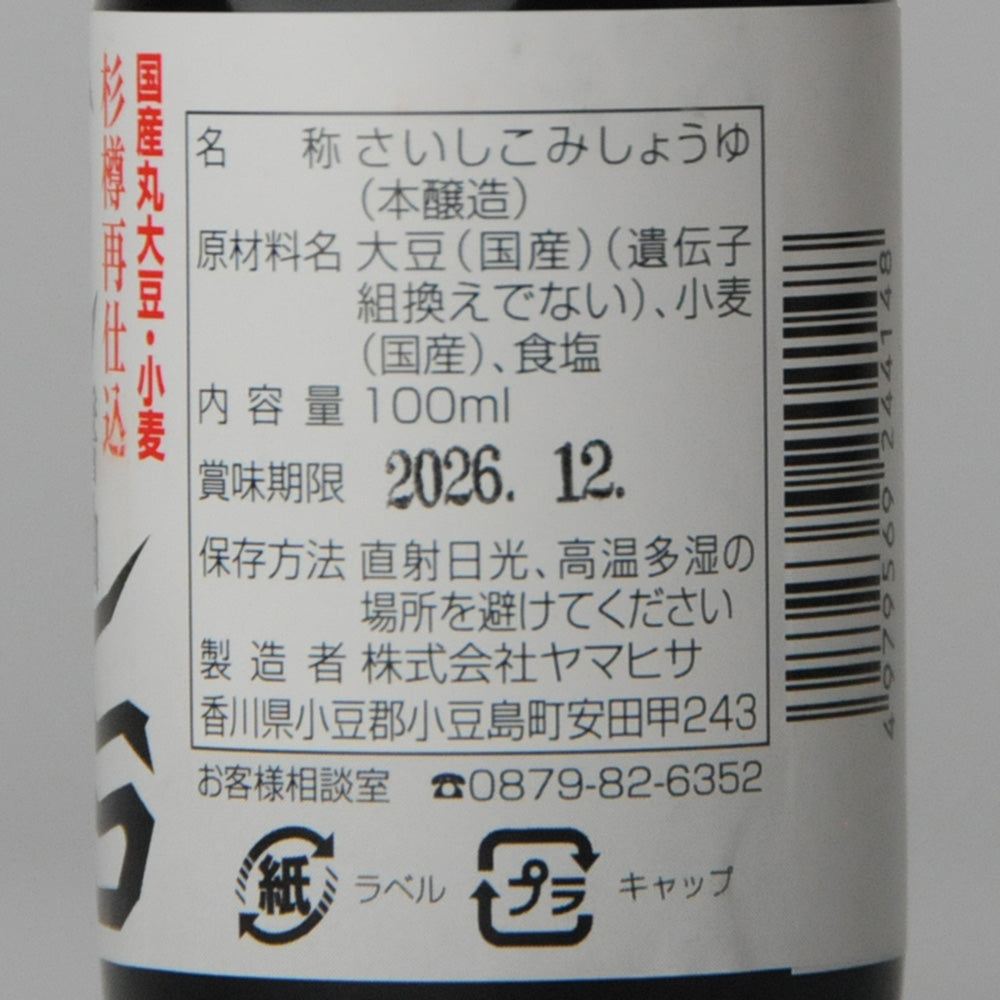 国産丸大豆・小麦
杉樽再仕込
名　　称 さいしこみしょうゆ
（本醸造）
原材料名 大豆（国産）（遺伝子
組換えでない）、小麦
（国産）、食塩
内 容 量 100ml
賞味期限 2026. 12.
保存方法 直射日光、高温多湿の
場所を避けてください
製 造 者 株式会社ヤマヒサ
香川県小豆郡小豆島町安田甲243
お客様相談室 ☎0879-82-6352
紙 ラベル プラ キャップ
4979569244148